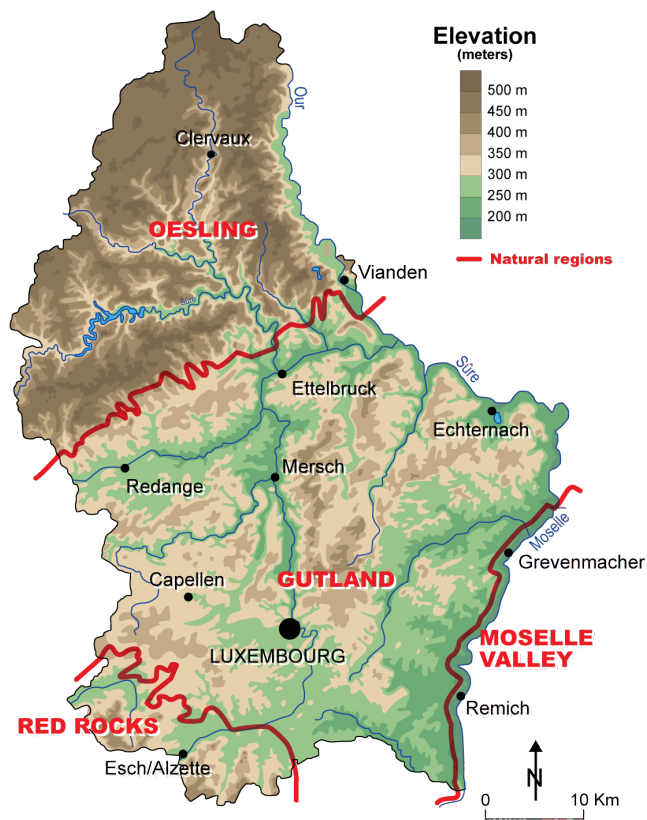 Elevation
(meters)
500 m
450 m
400 m
350 m
300 m
250 m
200 m
Natural regions
Our
Clervaux
OESLING
Vianden
Sûre
Ettelbruck
Sûre
Echternach
Mersch
Redange
Moselle
Grevenmacher
Capellen
GUTLAND
LUXEMBOURG
MOSELLE
VALLEY
Remich
RED ROCKS
Esch/Alzette
N
0
10 Km